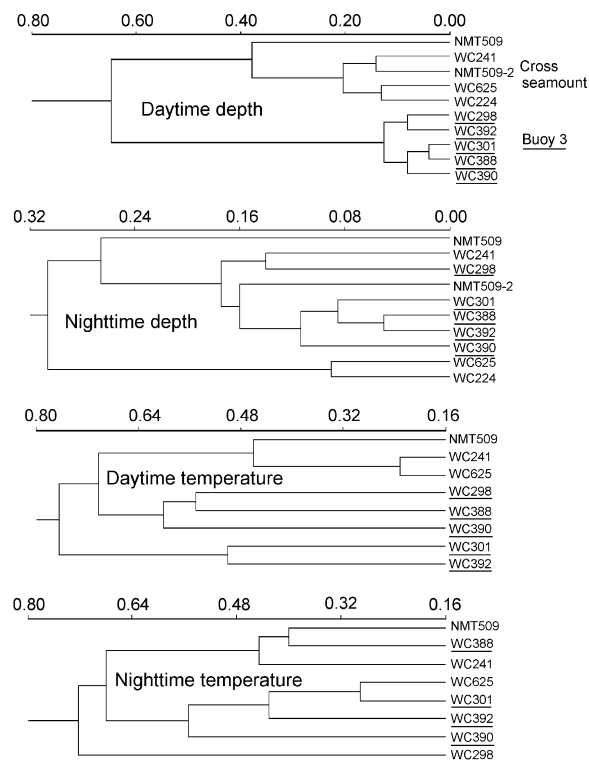 0.80 0.60 0.40 0.20 0.00
NMT509
WC241
NMT509-2
Cross
seamount
WC625
WC224
Daytime depth
WC298
WC392
WC301
Buoy 3
WC388
WC390
0.32 0.24 0.16 0.08 0.00
NMT509
WC241
WC298
NMT509-2
WC301
WC388
Nighttime depth
WC392
WC390
WC625
WC224
0.80 0.64 0.48 0.32 0.16
NMT509
WC241
WC625
Daytime temperature
WC298
WC388
WC390
WC301
WC392
0.80 0.64 0.48 0.32 0.16
NMT509
WC388
WC241
Nighttime temperature
WC625
WC301
WC392
WC390
WC298